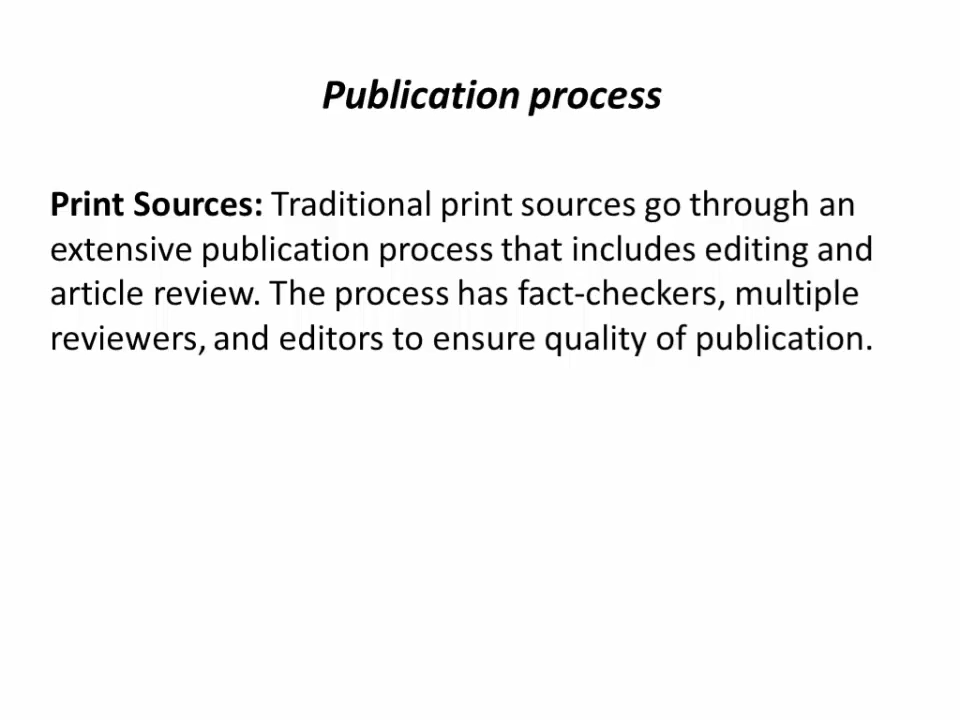 Publication process
Print Sources: Traditional print sources go through an
extensive publication process that includes editing and
article review. The process has fact-checkers, multiple
reviewers, and editors to ensure quality of publication.